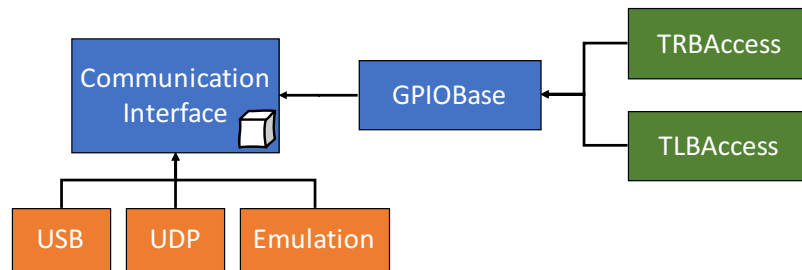 Communication
Interface
GPIOBase
TRBAccess
TLBAccess
USB
UDP
Emulation